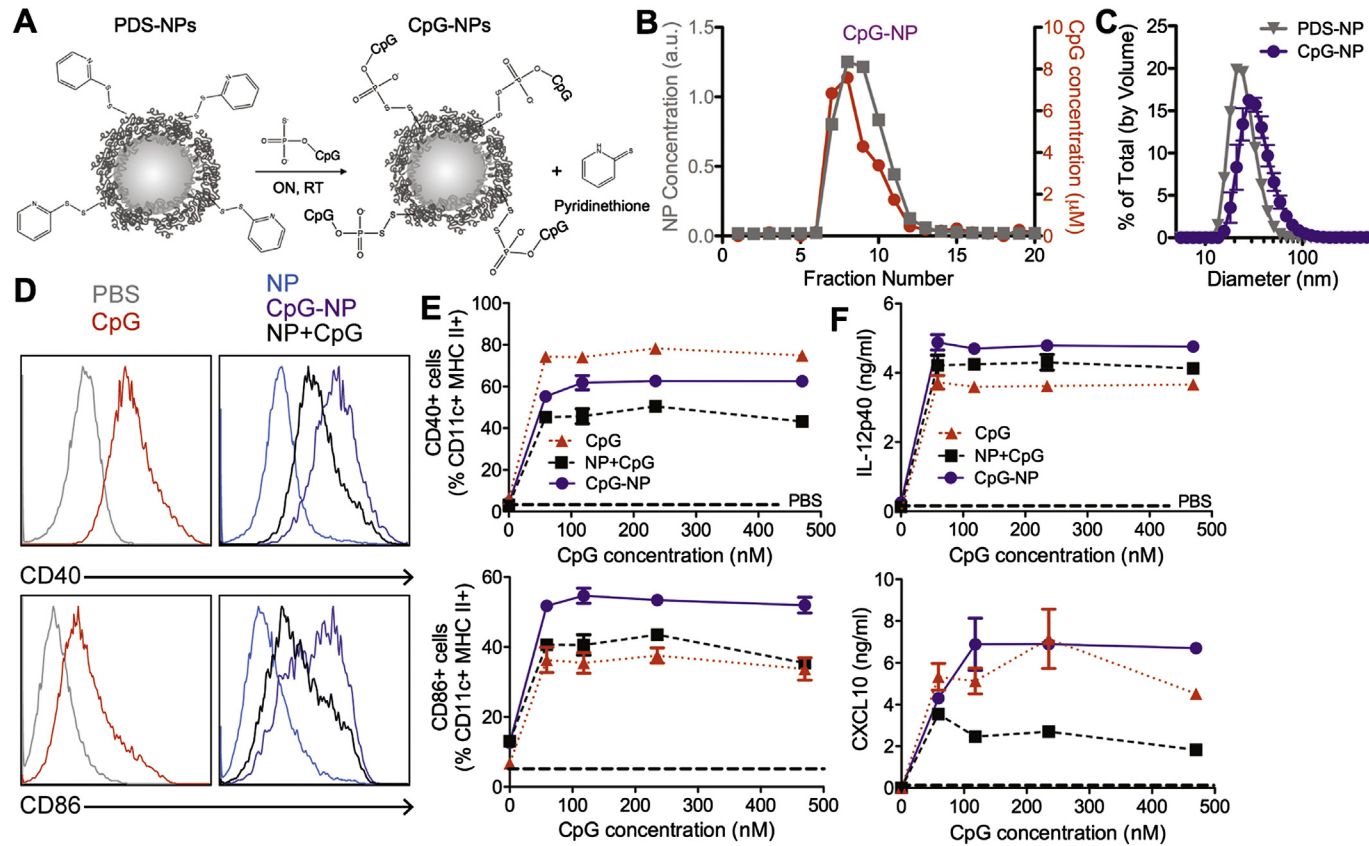 A
PDS-NPs
CpG-NPs
N
S
S
N
S
S
N
S
S
N
S
S
S-
O
P
O-
O-
CpG
ON, RT
CpG
O
O
P
O-
S
S
CpG
O
O
P
O-
S
S
CpG
O
O
P
O-
S
S
CpG
O
O
P
O-
S
S
+
NH
S
Pyridinethione
B
CpG-NP
NP Concentration (a.u.)
1.5
1.0
0.5
0.0
CpG concentration (μM)
10
8
6
4
2
0
0 5 10 15 20
Fraction Number
C
PDS-NP
CpG-NP
% of Total (by Volume)
25
20
15
10
5
0
10 100
Diameter (nm)
D
PBS
CpG
NP
CpG-NP
NP+CpG
CD40
CD86
E
CD40+ cells
(% CD11c+ MHC II+)
100
80
60
40
20
0
CpG
NP+CpG
CpG-NP
PBS
0 100 200 300 400 500
CpG concentration (nM)
CD86+ cells
(% CD11c+ MHC II+)
60
40
20
0
0 100 200 300 400 500
CpG concentration (nM)
F
IL-12p40 (ng/ml)
6
4
2
0
CpG
NP+CpG
CpG-NP
PBS
0 100 200 300 400 500
CpG concentration (nM)
CXCL10 (ng/ml)
10
8
6
4
2
0
0 100 200 300 400 500
CpG concentration (nM)